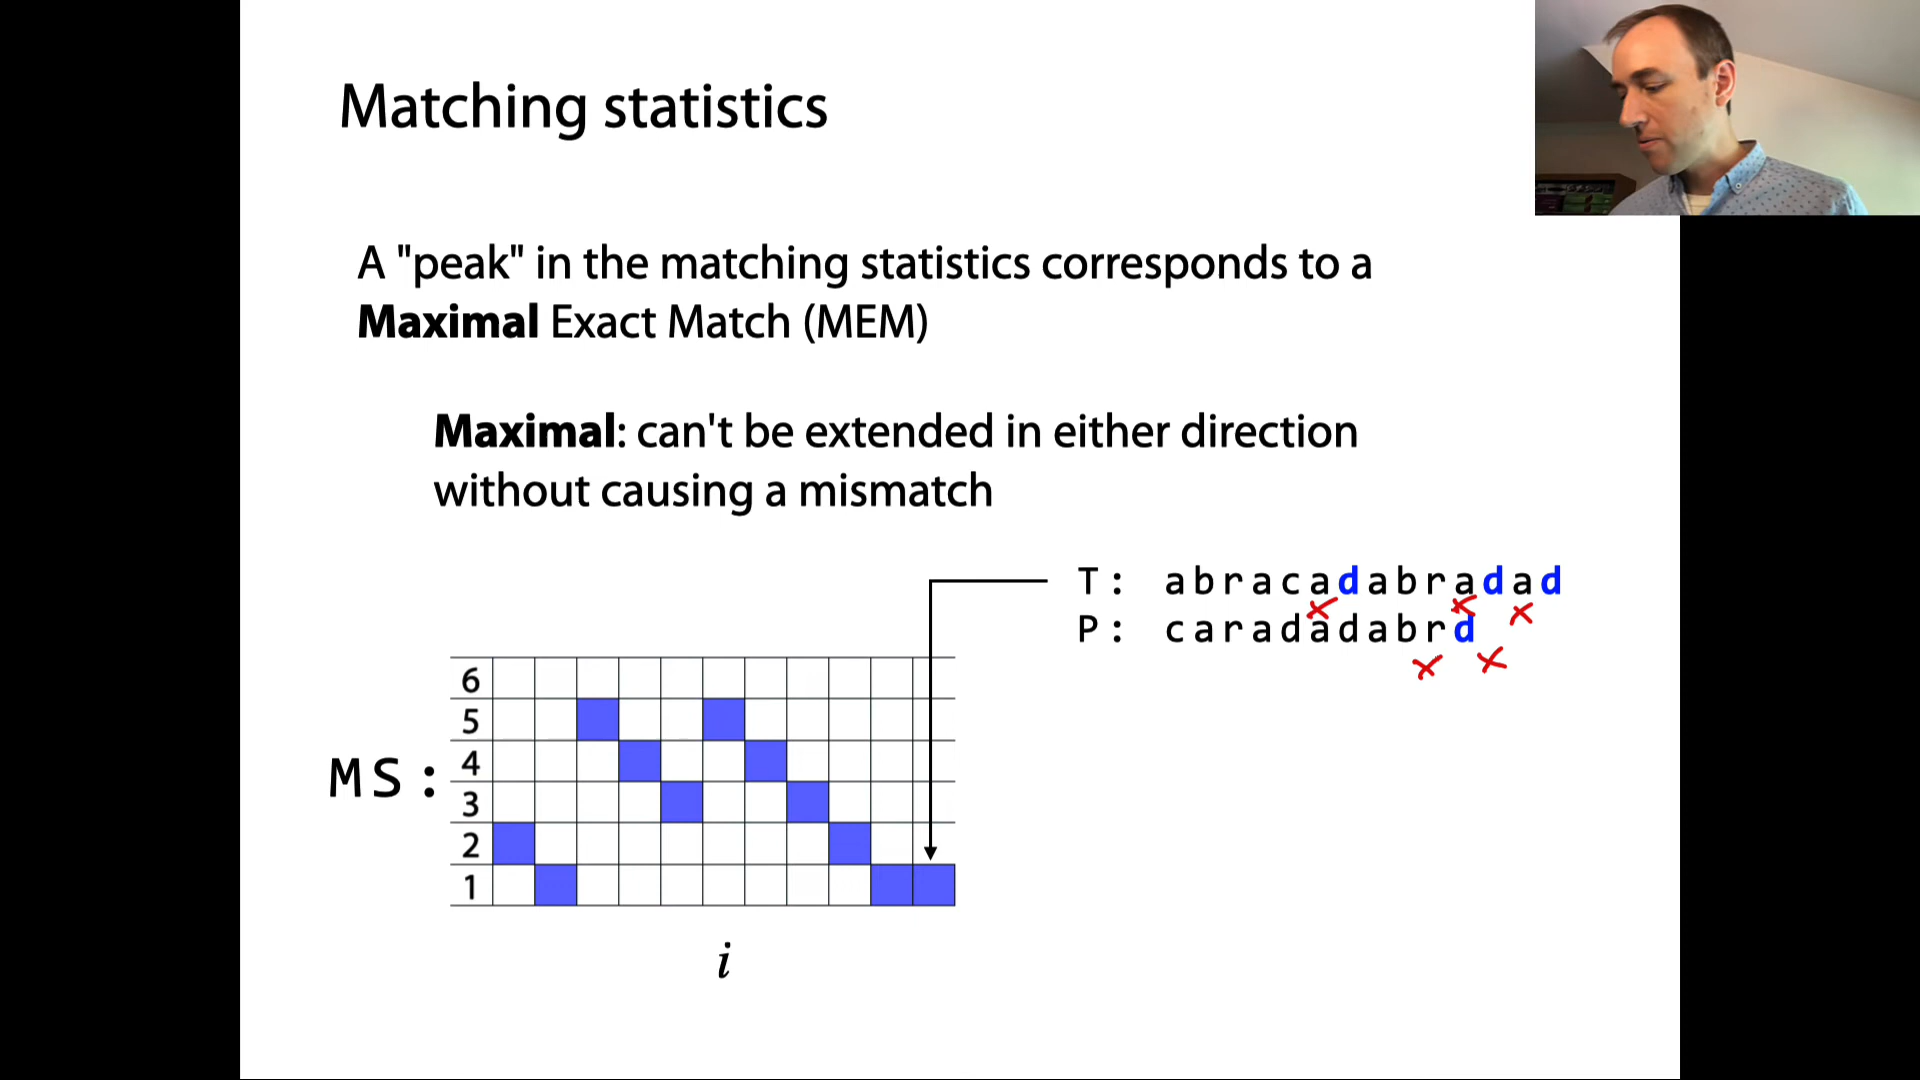 Matching statistics
A "peak" in the matching statistics corresponds to a
Maximal Exact Match (MEM)
Maximal: can't be extended in either direction
without causing a mismatch
T: abracadabradad
P: caradadabrd
6
5
4
MS:
3
2
1
i